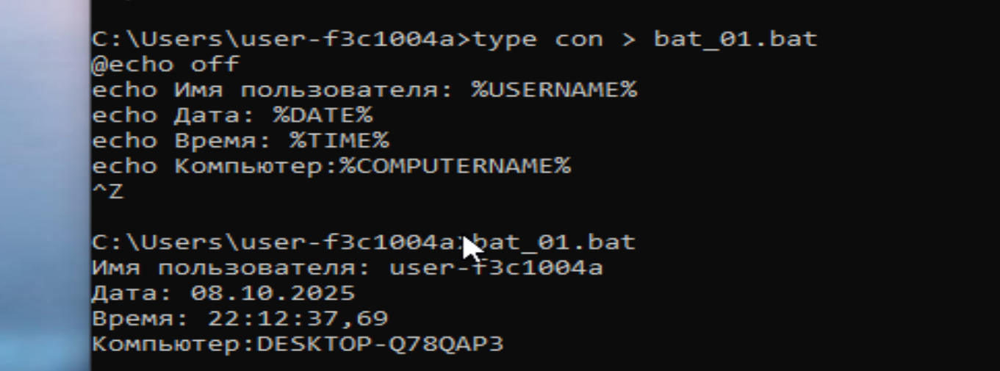 C:\Users\user-f3c1004a>type con > bat_01.bat
@echo off
echo Имя пользователя: %USERNAME%
echo Дата: %DATE%
echo Время: %TIME%
echo Компьютер:%COMPUTERNAME%
^Z
C:\Users\user-f3c1004a>bat_01.bat
Имя пользователя: user-f3c1004a
Дата: 08.10.2025
Время: 22:12:37,69
Компьютер:DESKTOP-Q78QAP3